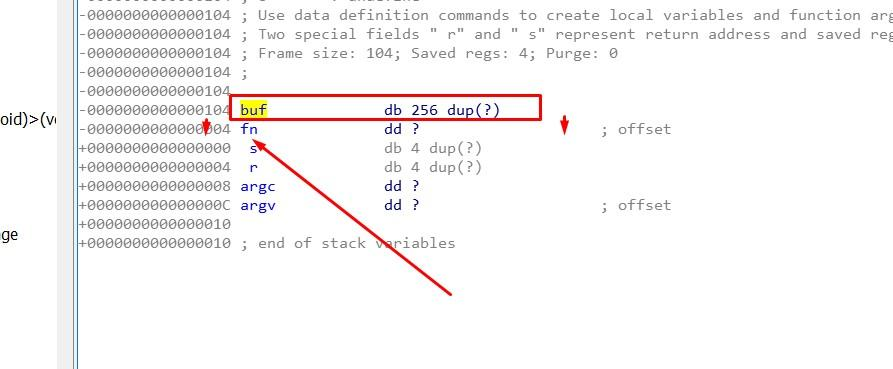 -0000000000000104 ; Use data definition commands to create local variables and function arg
-0000000000000104 ; Two special fields " r" and " s" represent return address and saved reg
-0000000000000104 ; Frame size: 104; Saved regs: 4; Purge: 0
-0000000000000104 ;
-0000000000000104
-0000000000000104 buf db 256 dup(?)
oid)>(v
-0000000000000004 fn dd ? ; offset
+0000000000000000 s db 4 dup(?)
+0000000000000004 r db 4 dup(?)
+0000000000000008 argc dd ?
+000000000000000C argv dd ? ; offset
+0000000000000010
nge
+0000000000000010 ; end of stack variables